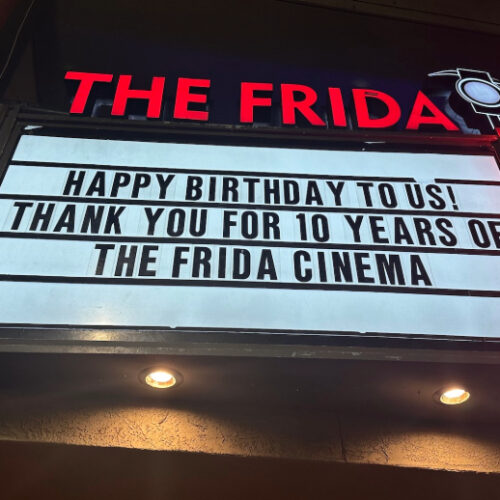 THE FRIDA
HAPPY BIRTHDAY TO US!
THANK YOU FOR 10 YEARS OF
THE FRIDA CINEMA